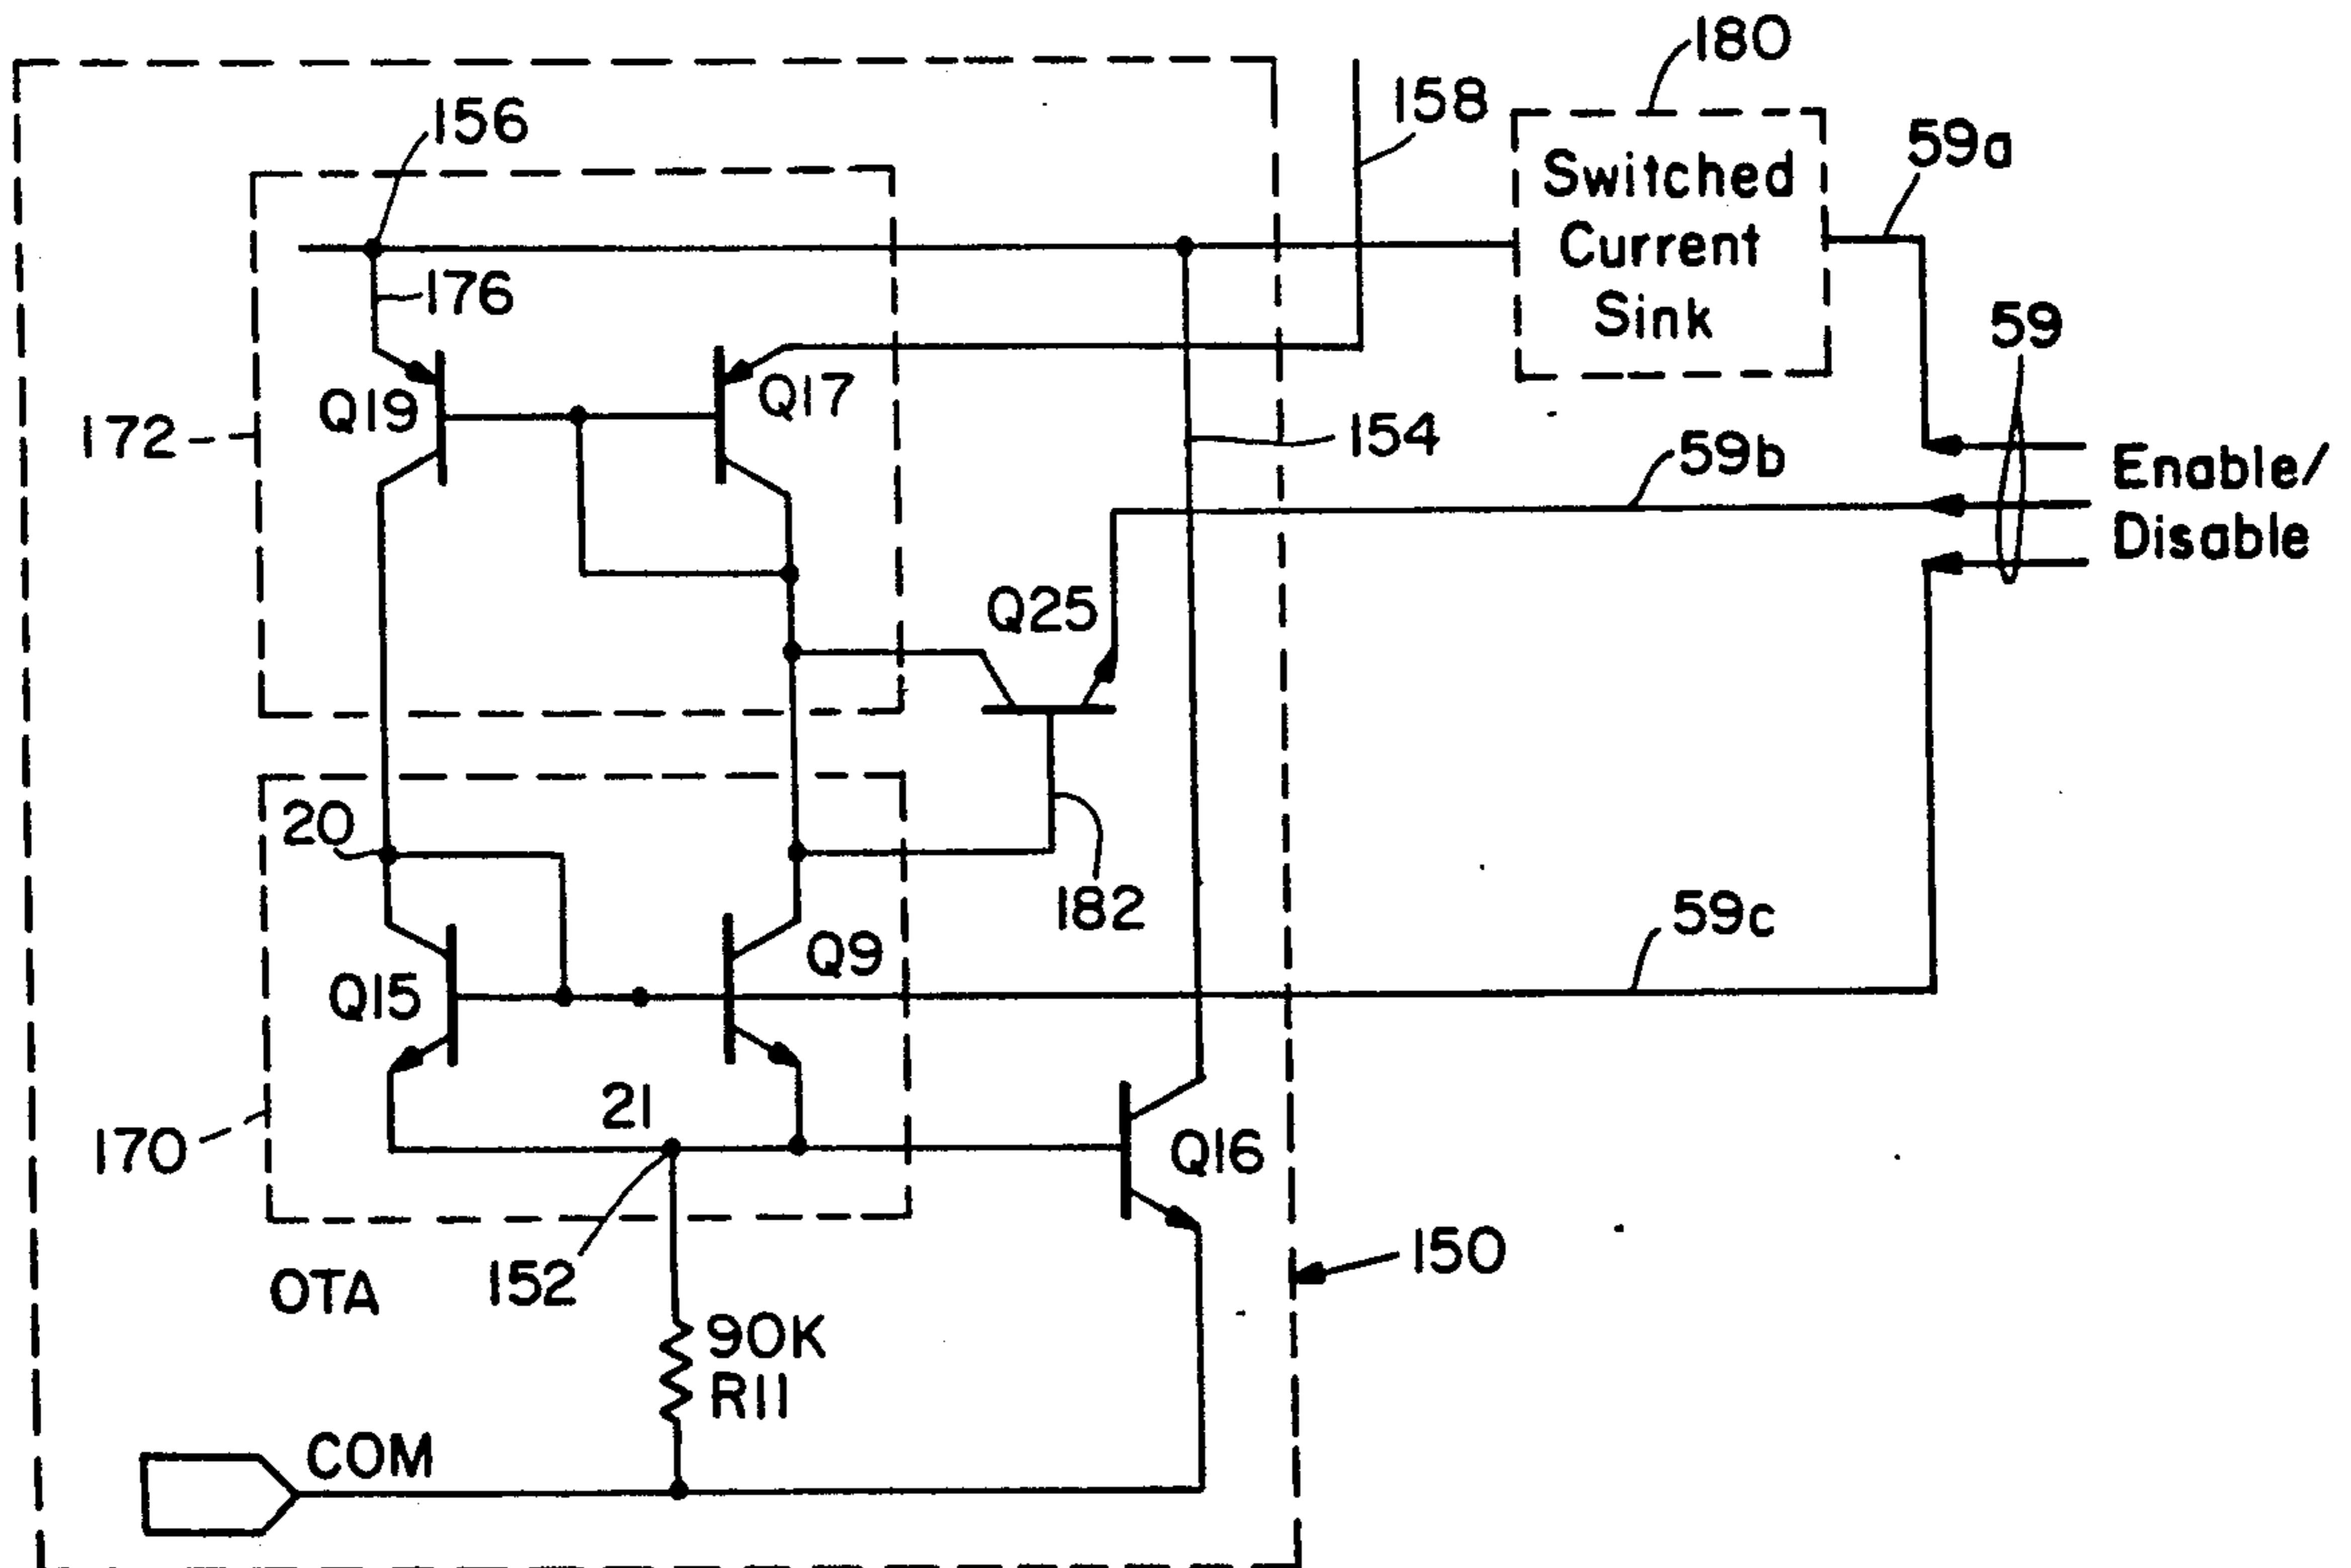 180
156
158
Switched
Current
Sink
59a
176
59
Q19
Q17
172
154
59b
Enable/
Disable
Q25
20
182
59c
Q15
Q9
21
170
Q16
152
150
OTA
90K
R11
COM